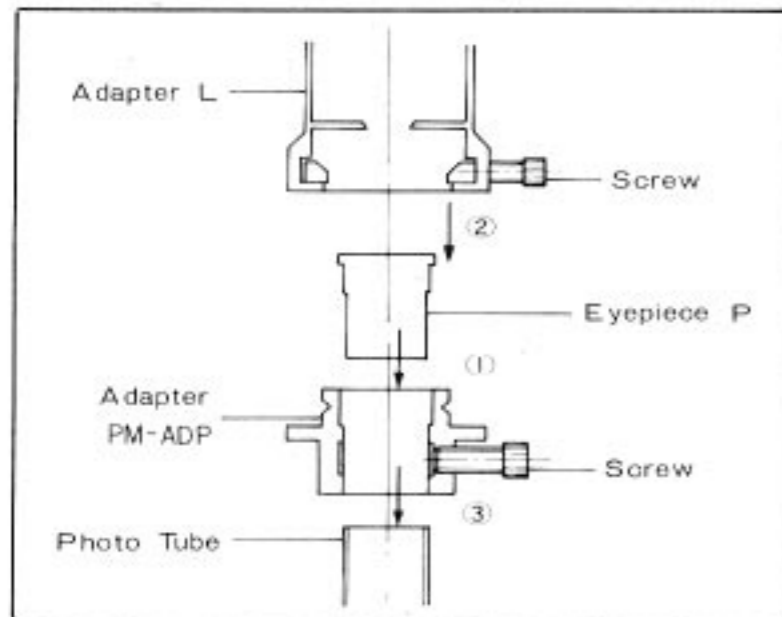 Adapter L
Screw
②
Eyepiece P
①
Adapter
PM-ADP
Screw
③
Photo Tube